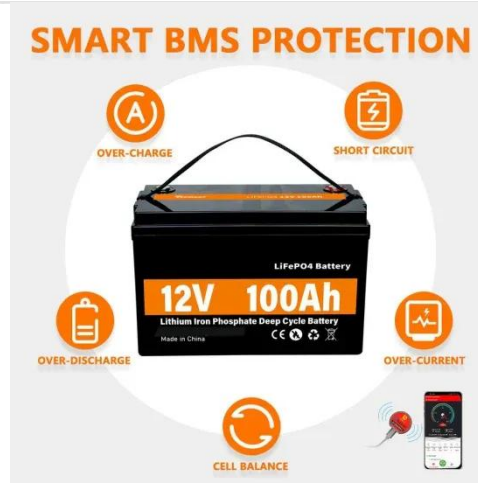 SMART BMS PROTECTION
OVER-CHARGE
SHORT CIRCUIT
LiFePO4 Battery
12V 100Ah
Lithium Iron Phosphate Deep Cycle Battery
Made in China
CE
OVER-DISCHARGE
OVER-CURRENT
CELL BALANCE